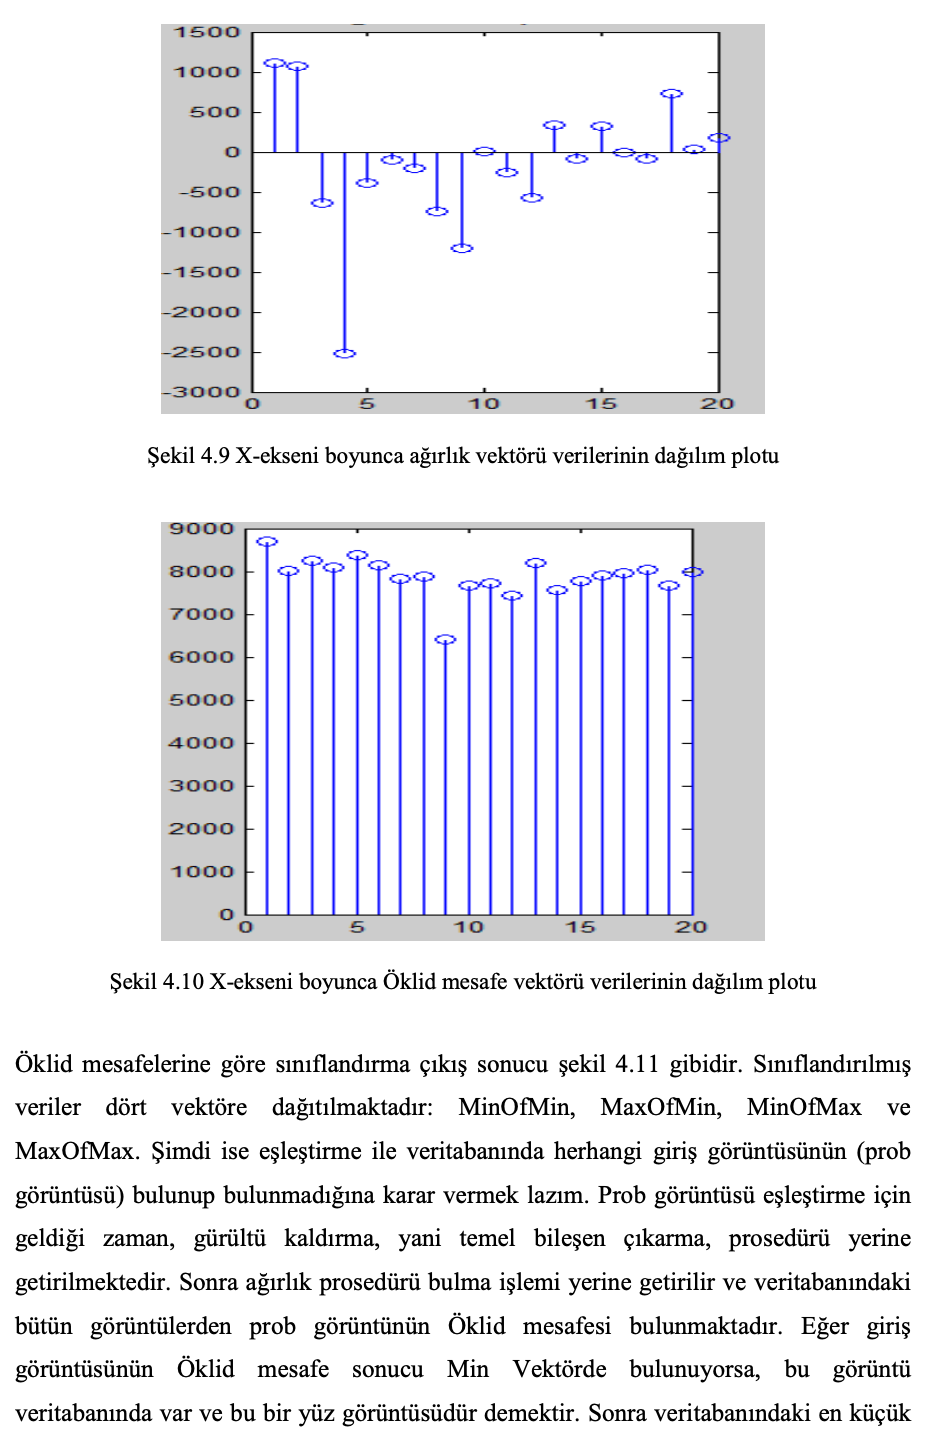 1500
1000
500
0
-500
-1000
-1500
-2000
-2500
-3000
0 5 10 15 20
Şekil 4.9 X-ekseni boyunca ağırlık vektörü verilerinin dağılım plotu
9000
8000
7000
6000
5000
4000
3000
2000
1000
0
0 5 10 15 20
Şekil 4.10 X-ekseni boyunca Öklid mesafe vektörü verilerinin dağılım plotu
Öklid mesafelerine göre sınıflandırma çıkış sonucu şekil 4.11 gibidir. Sınıflandırılmış
veriler dört vektöre dağıtılmaktadır: MinOfMin, MaxOfMin, MinOfMax ve
MaxOfMax. Şimdi ise eşleştirme ile veritabanında herhangi giriş görüntüsünün (prob
görüntüsü) bulunup bulunmadığına karar vermek lazım. Prob görüntüsü eşleştirme için
geldiği zaman, gürültü kaldırma, yani temel bileşen çıkarma, prosedürü yerine
getirilmektedir. Sonra ağırlık prosedürü bulma işlemi yerine getirilir ve veritabanındaki
bütün görüntülerden prob görüntünün Öklid mesafesi bulunmaktadır. Eğer giriş
görüntüsünün Öklid mesafe sonucu Min Vektörde bulunuyorsa, bu görüntü
veritabanında var ve bu bir yüz görüntüsüdür demektir. Sonra veritabanındaki en küçük